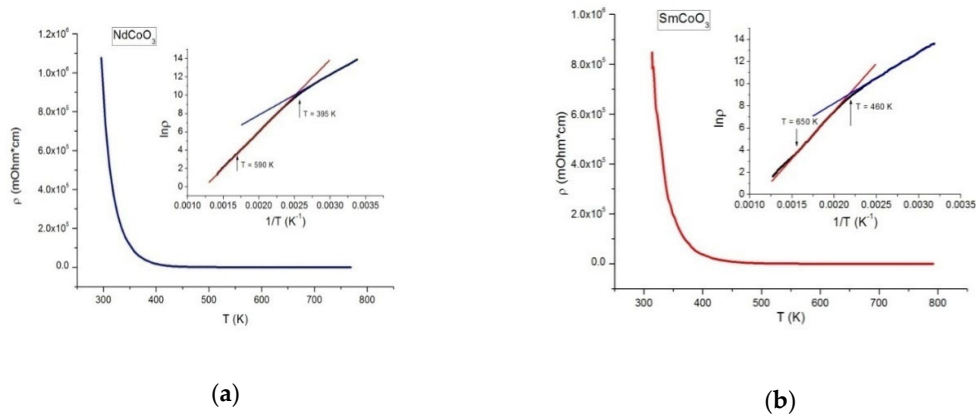 (a)
NdCoO₃
ρ (mOhm*cm)
1.2x10⁶
1.0x10⁶
8.0x10⁵
6.0x10⁵
4.0x10⁵
2.0x10⁵
0.0
300 400 500 600 700 800
T (K)
lnρ
14
12
10
8
6
4
2
0
T = 395 K
T = 590 K
0.0010 0.0015 0.0020 0.0025 0.0030 0.0035
1/T (K⁻¹)
(b)
SmCoO₃
ρ (mOhm*cm)
1.0x10⁶
8.0x10⁵
6.0x10⁵
4.0x10⁵
2.0x10⁵
0.0
300 400 500 600 700 800
T (K)
lnρ
14
12
10
8
6
4
2
0
T = 650 K
T = 460 K
0.0010 0.0015 0.0020 0.0025 0.0030 0.0035
1/T (K⁻¹)